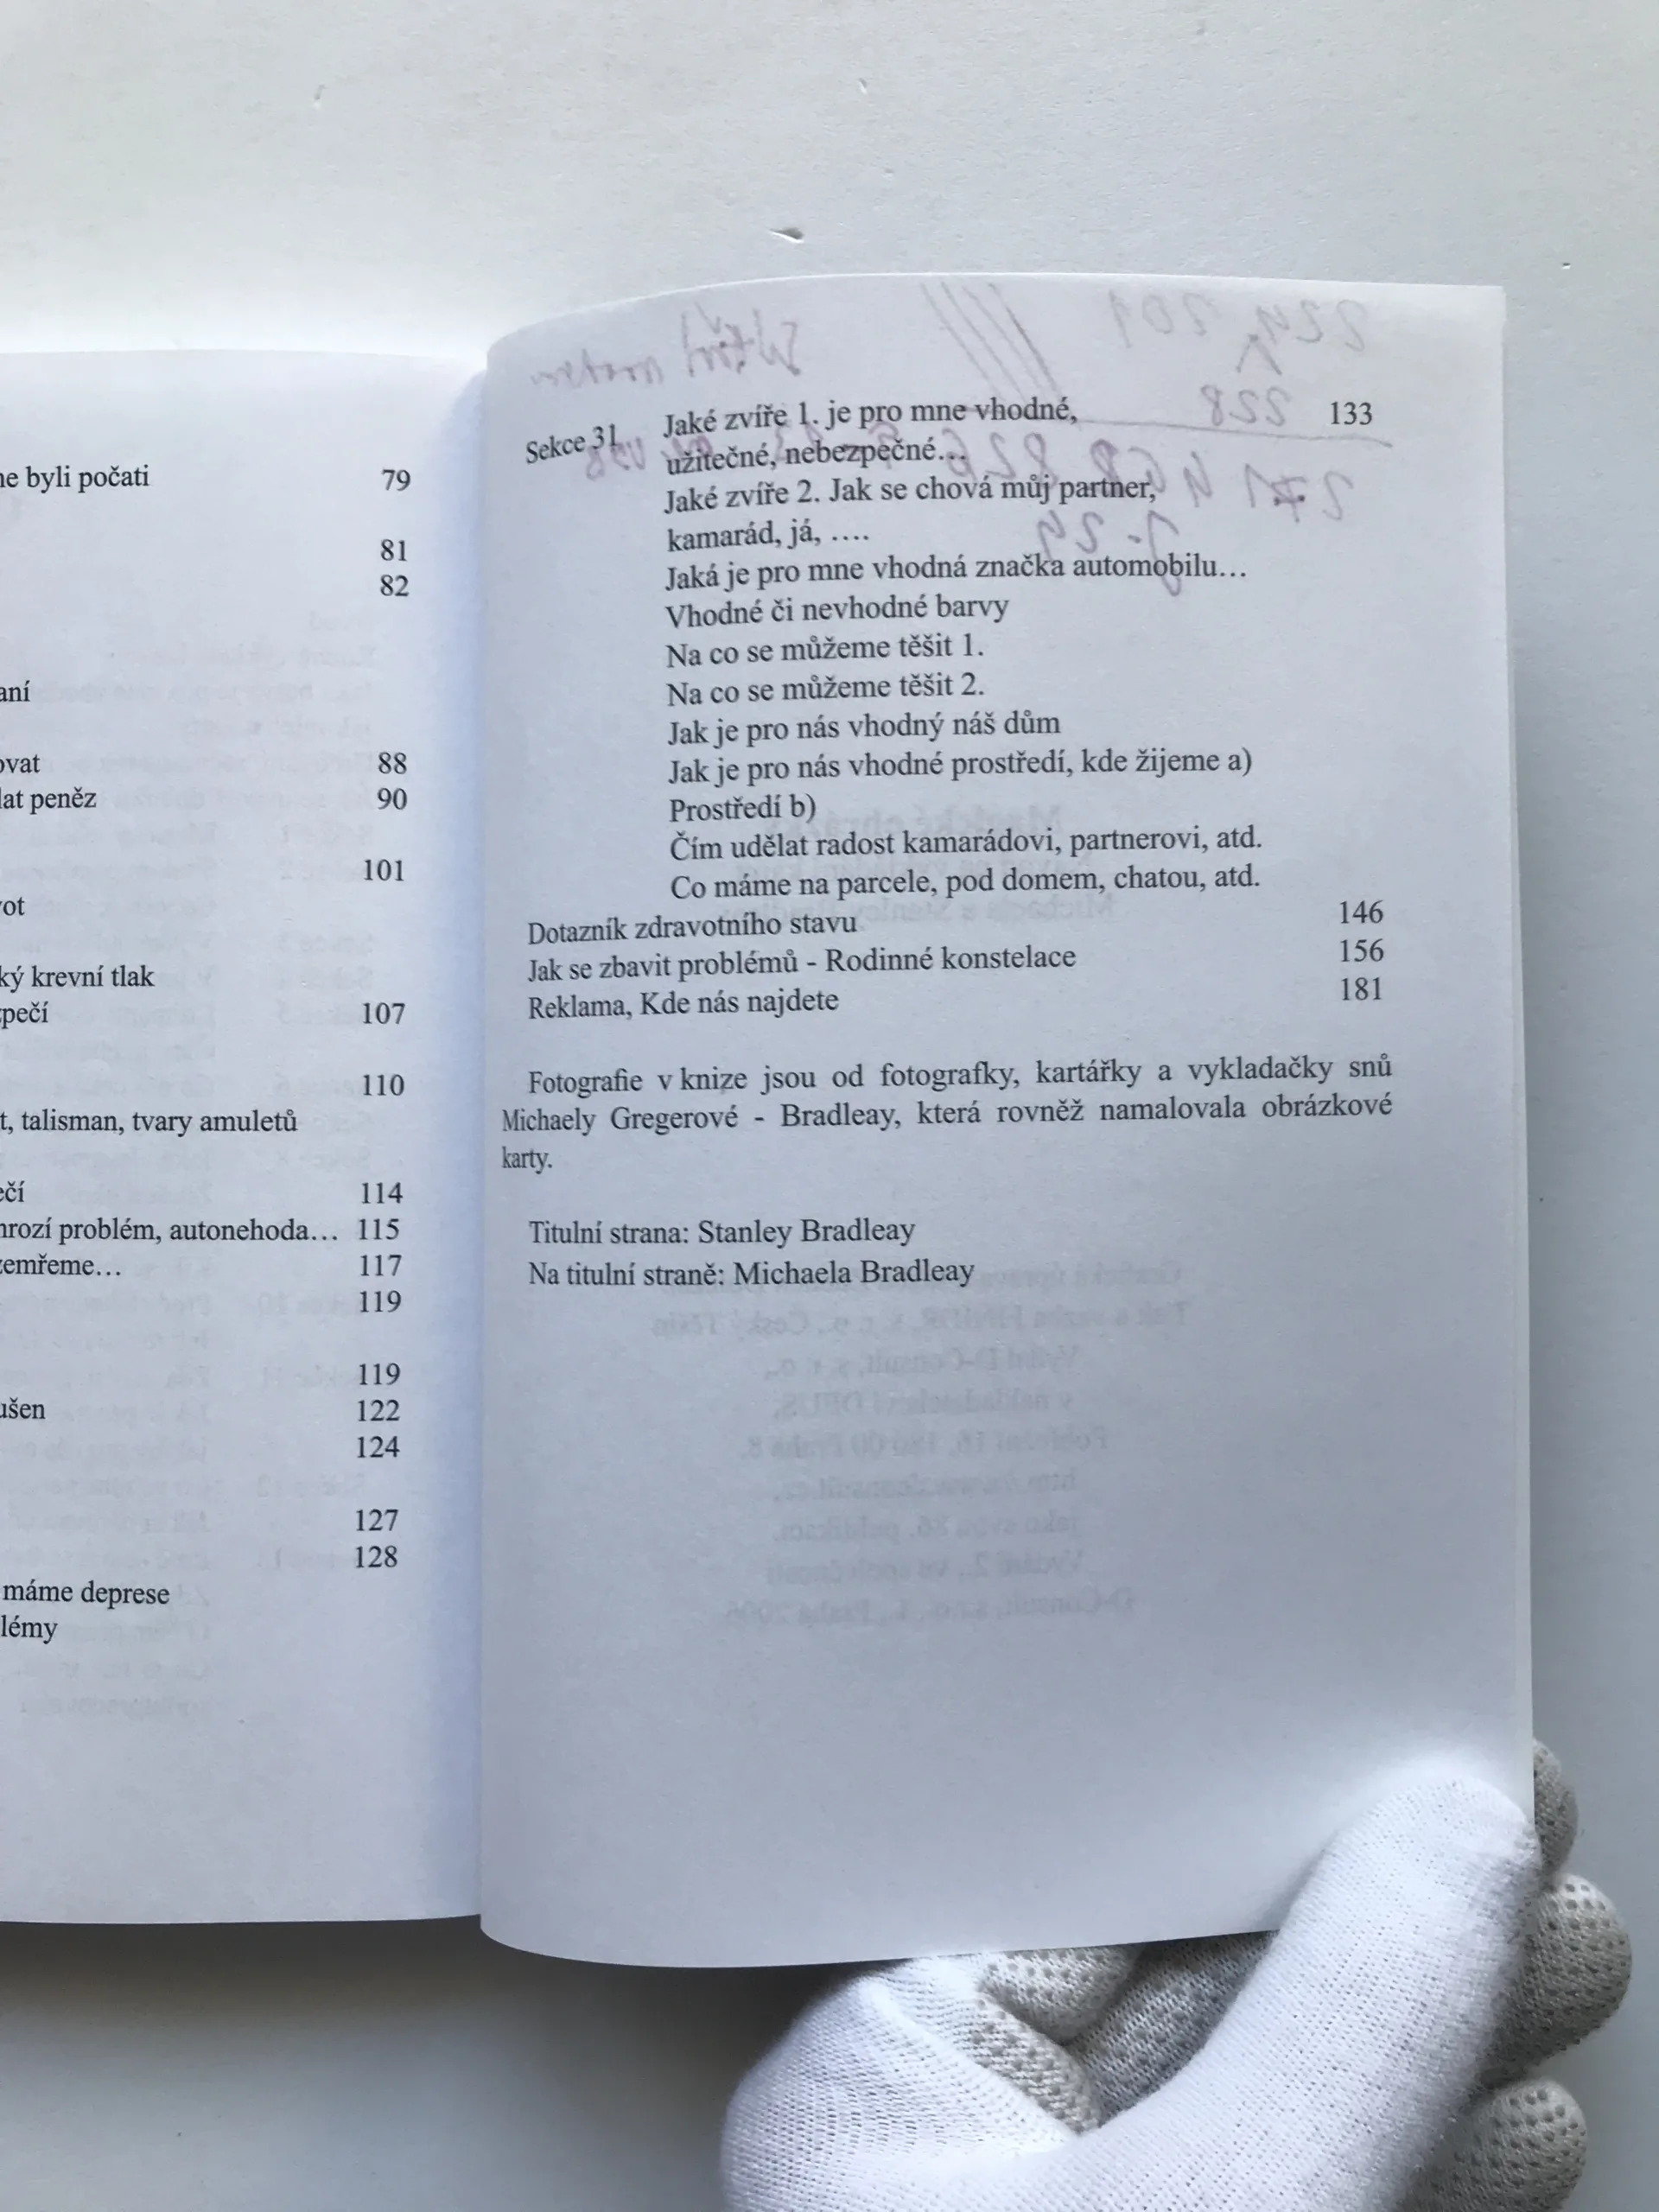 ne byli počati 79
81
82
aní
ovat 88
lat peněz 90
101
vot
ký krevní tlak
zpečí 107
110
t, talisman, tvary amuletů
ečí 114
hrozí problém, autonehoda… 115
zemřeme… 117
119
119
ušen 122
124
127
128
máme deprese
lémy
Sekce 31 Jaké zvíře 1. je pro mne vhodné, 133
užitečné, nebezpečné…
Jaké zvíře 2. Jak se chová můj partner,
kamarád, já, ….
Jaká je pro mne vhodná značka automobilu…
Vhodné či nevhodné barvy
Na co se můžeme těšit 1.
Na co se můžeme těšit 2.
Jak je pro nás vhodný náš dům
Jak je pro nás vhodné prostředí, kde žijeme a)
Prostředí b)
Čím udělat radost kamarádovi, partnerovi, atd.
Co máme na parcele, pod domem, chatou, atd.
Dotazník zdravotního stavu 146
Jak se zbavit problémů - Rodinné konstelace 156
Reklama, Kde nás najdete 181
Fotografie v knize jsou od fotografky, kartářky a vykladačky snů
Michaely Gregerové - Bradleay, která rovněž namalovala obrázkové
karty.
Titulní strana: Stanley Bradleay
Na titulní straně: Michaela Bradleay